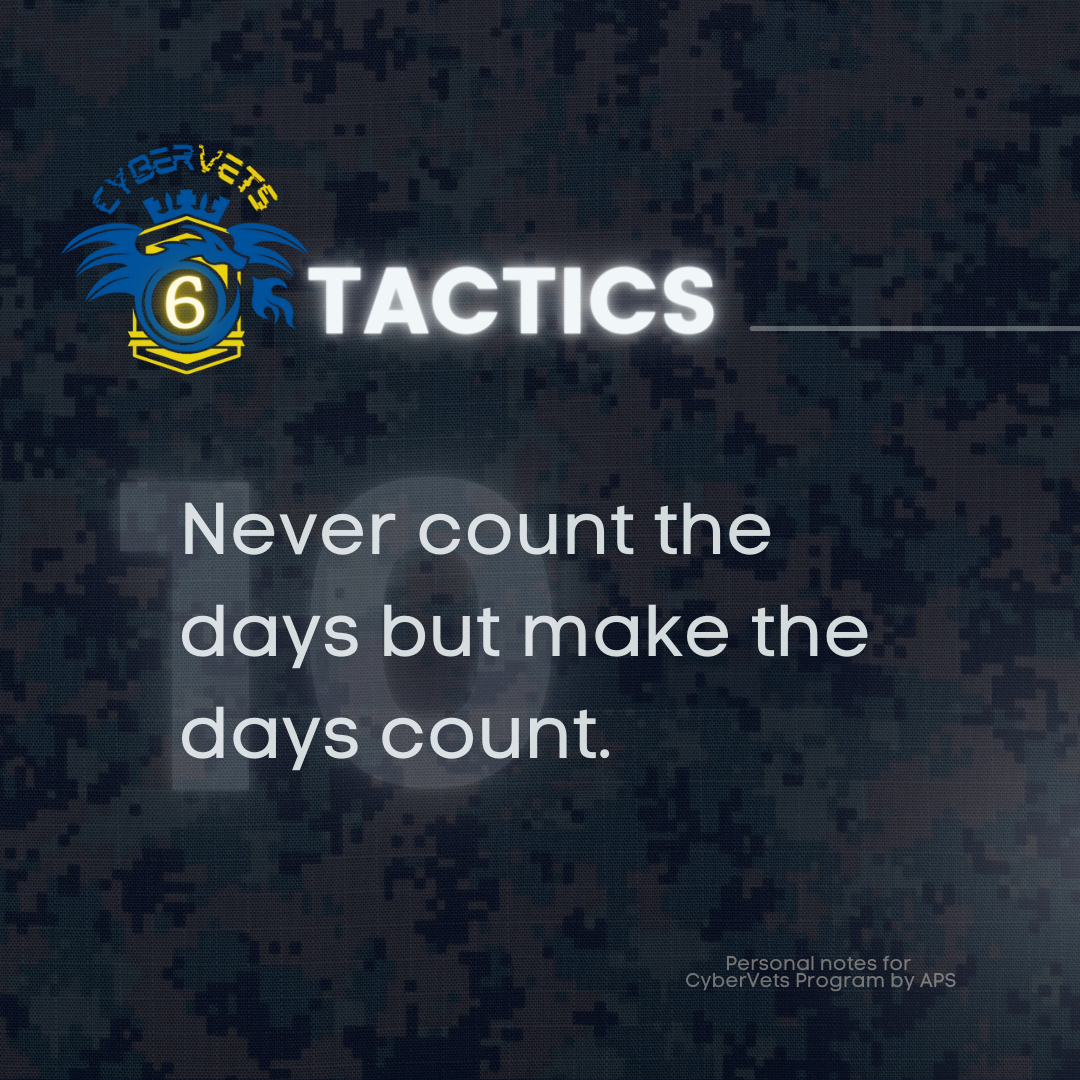 CYBERVETS
6
TACTICS
10
Never count the
days but make the
days count.
Personal notes for
CyberVets Program by APS